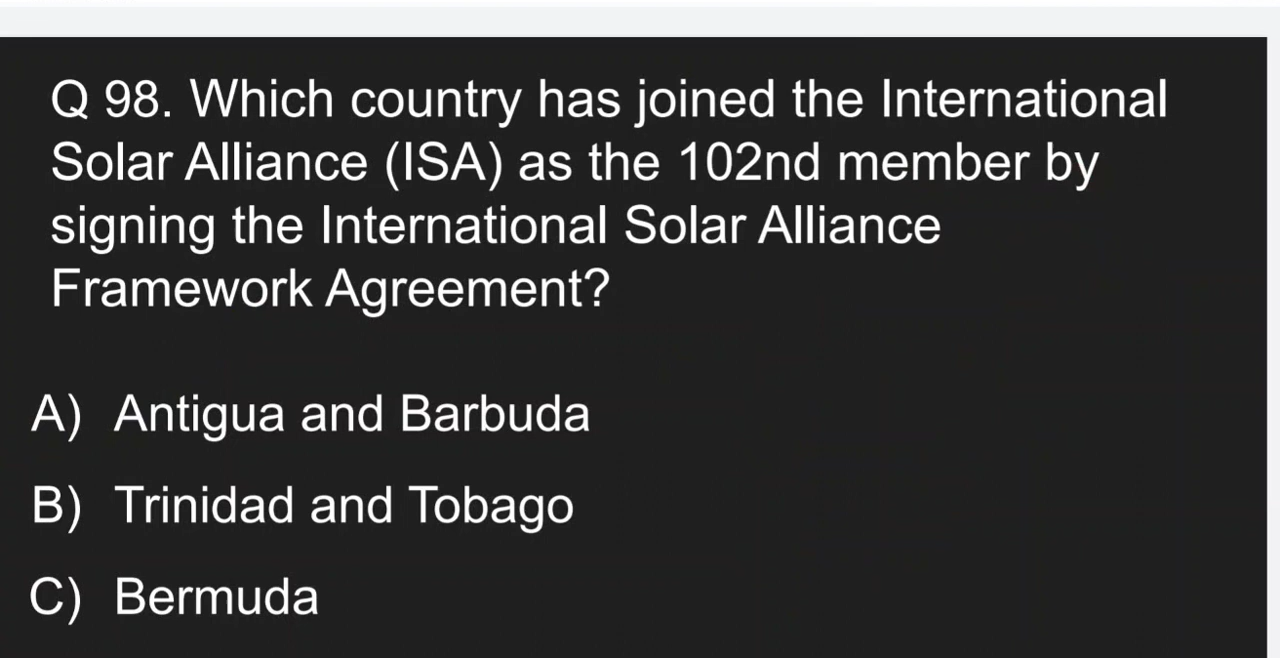 Q 98. Which country has joined the International
Solar Alliance (ISA) as the 102nd member by
signing the International Solar Alliance
Framework Agreement?
A) Antigua and Barbuda
B) Trinidad and Tobago
C) Bermuda